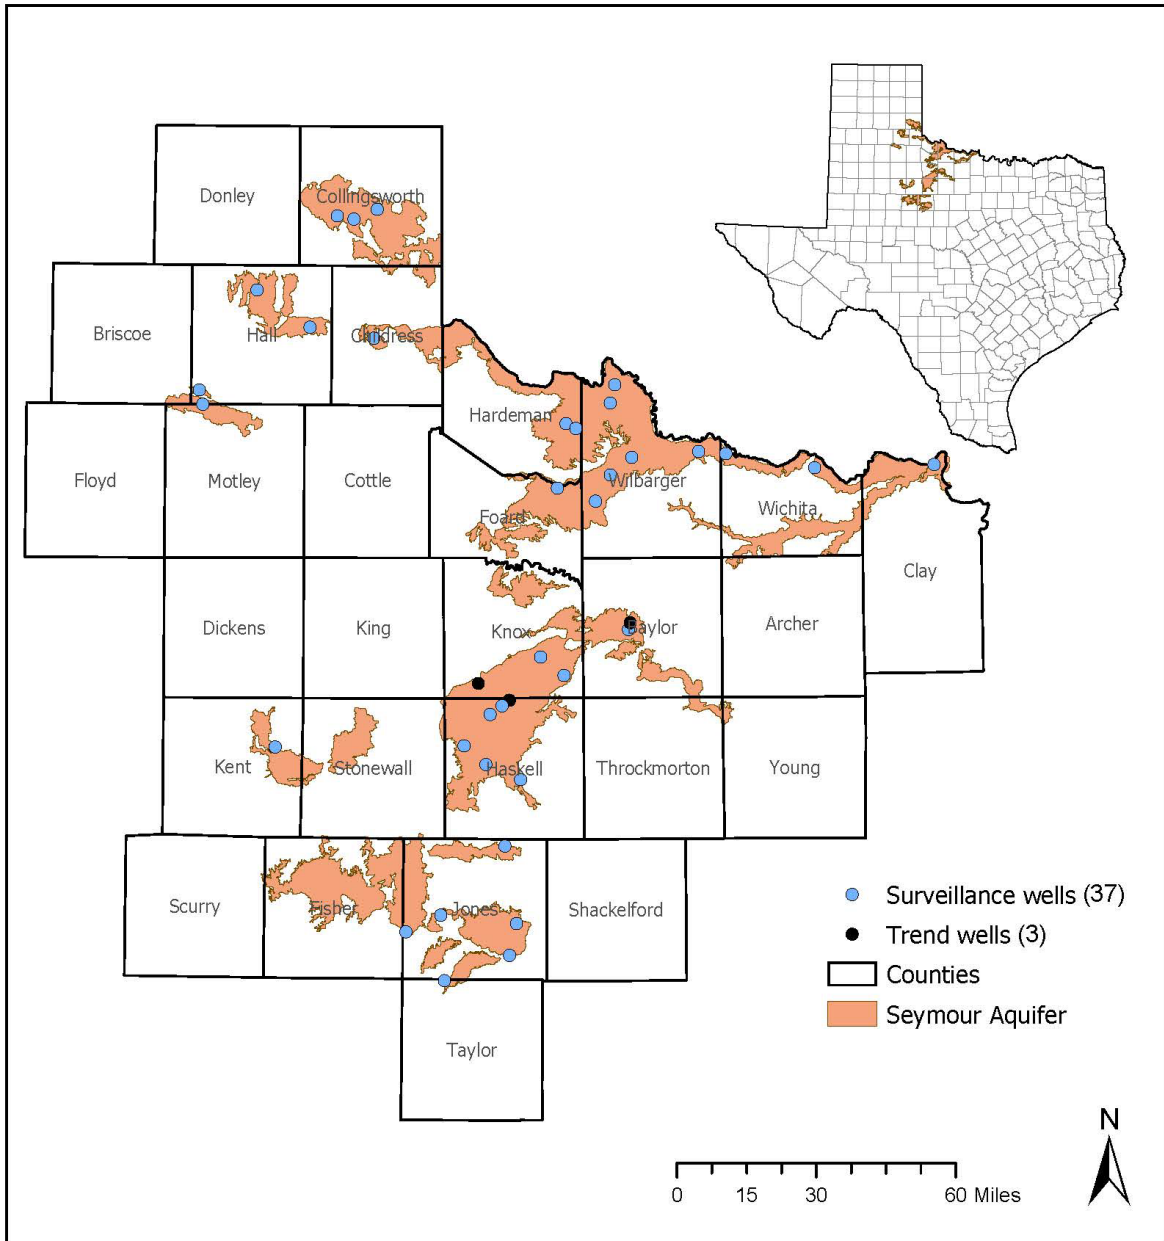 Donley
Collingsworth
Briscoe
Hall
Childress
Hardeman
Floyd
Motley
Cottle
Foard
Wilbarger
Wichita
Clay
Dickens
King
Knox
Baylor
Archer
Kent
Stonewall
Haskell
Throckmorton
Young
Scurry
Fisher
Jones
Shackelford
Taylor
Surveillance wells (37)
Trend wells (3)
Counties
Seymour Aquifer
N
0 15 30 60 Miles